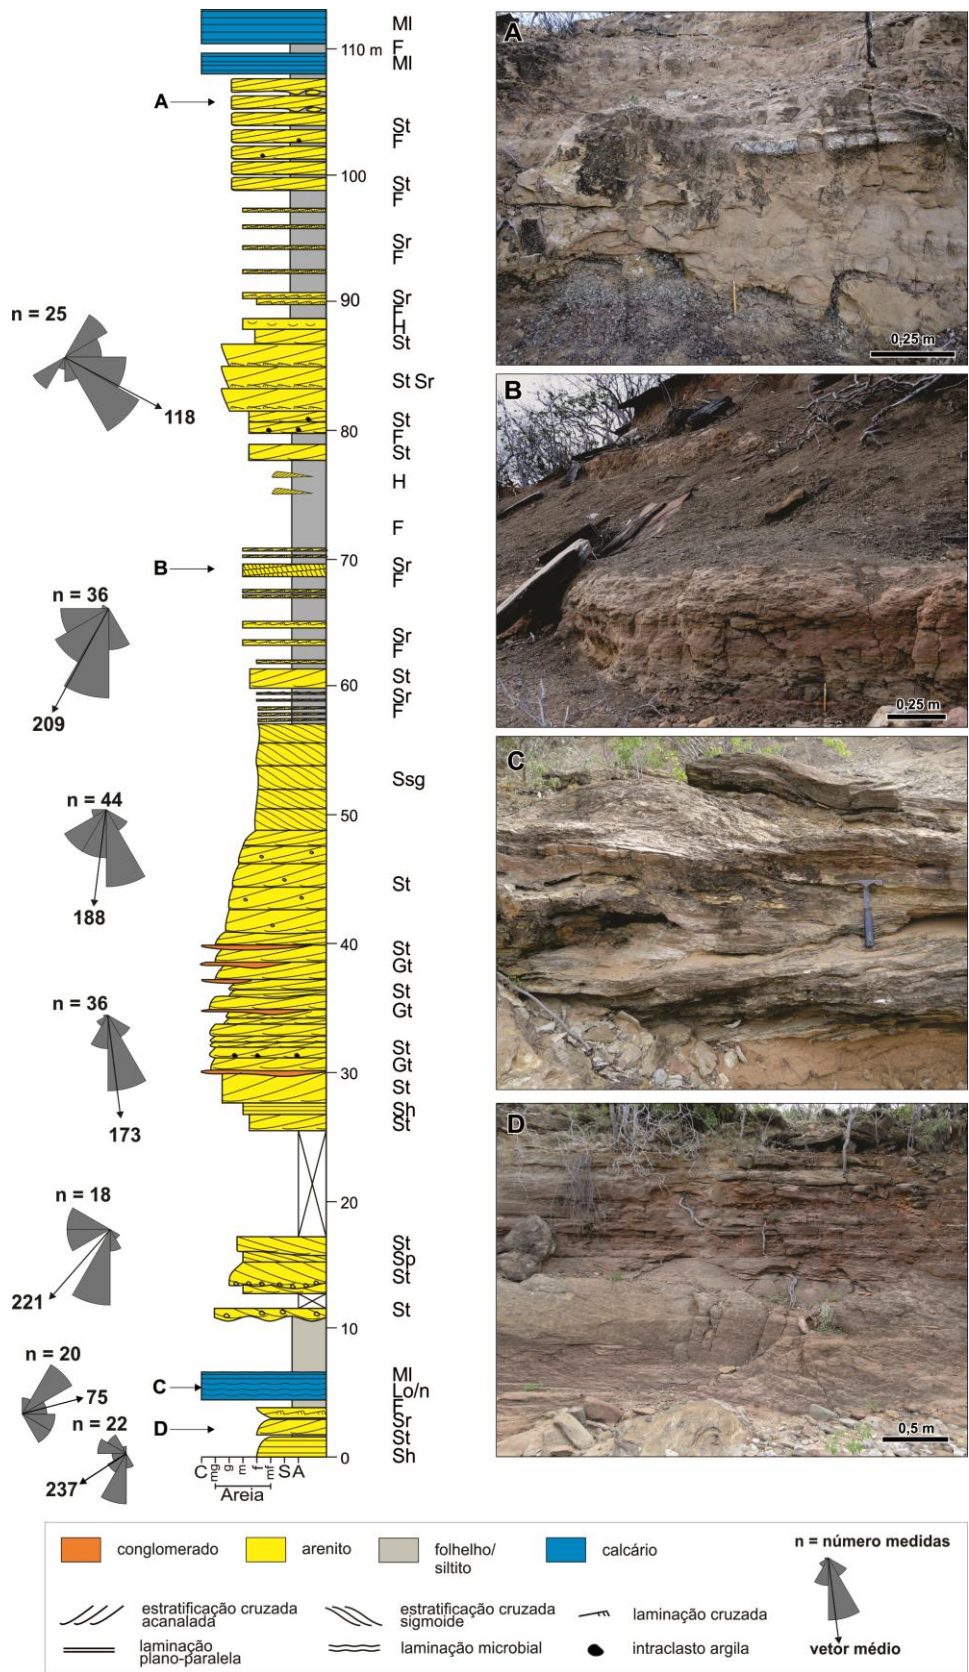 Ml
110 m
F
Ml
A
St
F
100
St
F
Sr
F
90
Sr
F
H
St
n = 25
118
St Sr
80
St
F
St
H
F
70
B
Sr
F
n = 36
209
Sr
F
St
60
Sr
F
Ssg
50
n = 44
188
St
40
St
Gt
St
Gt
n = 36
173
St
Gt
30
St
Sh
St
20
n = 18
221
St
Sp
St
St
10
n = 20
75
C
Ml
Lo/n
F
n = 22
237
D
Sr
St
Sh
0
C mg g m f mf S A
Areia
A
0,25 m
B
0,25 m
C
D
0,5 m
conglomerado
arenito
folhelho/
siltito
calcário
n = número medidas
estratificação cruzada
acanalada
estratificação cruzada
sigmoide
laminação cruzada
laminação
plano-paralela
laminação microbial
intraclasto argila
vetor médio